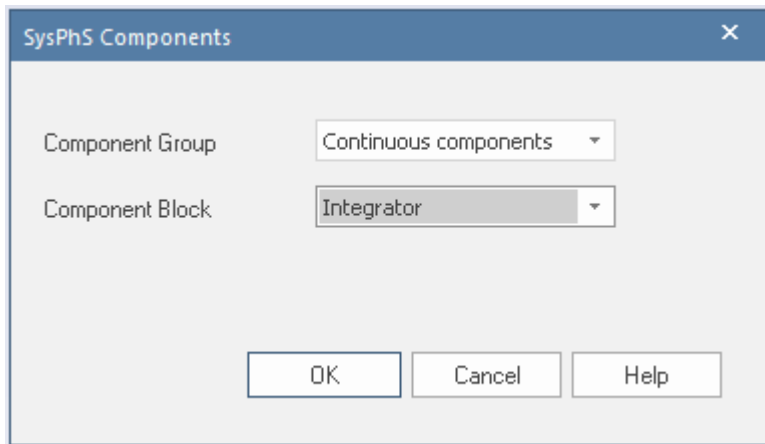 SysPhS Components
Component Group
Continuous components
Component Block
Integrator
OK
Cancel
Help